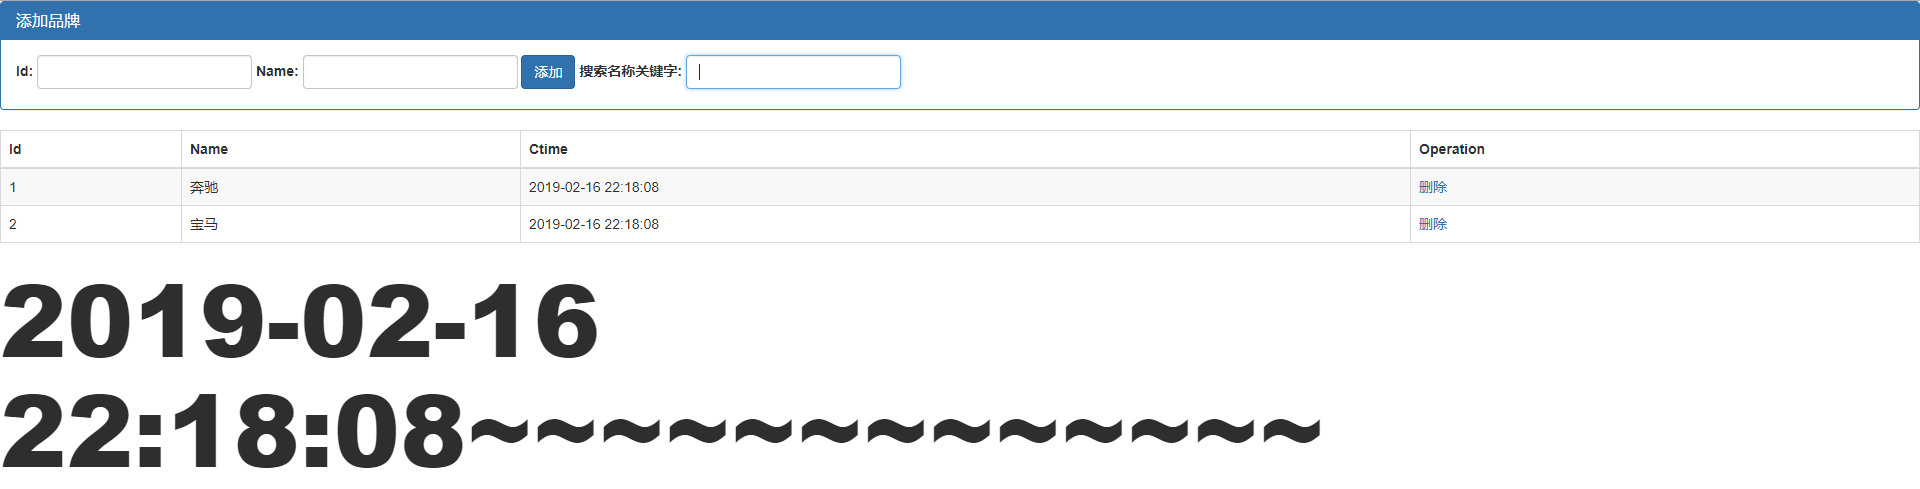 添加品牌
Id: Name: 添加 搜索名称关键字:
Id Name Ctime Operation
1 奔驰 2019-02-16 22:18:08 删除
2 宝马 2019-02-16 22:18:08 删除
2019-02-16
22:18:08~~~~~~~~~~~~~